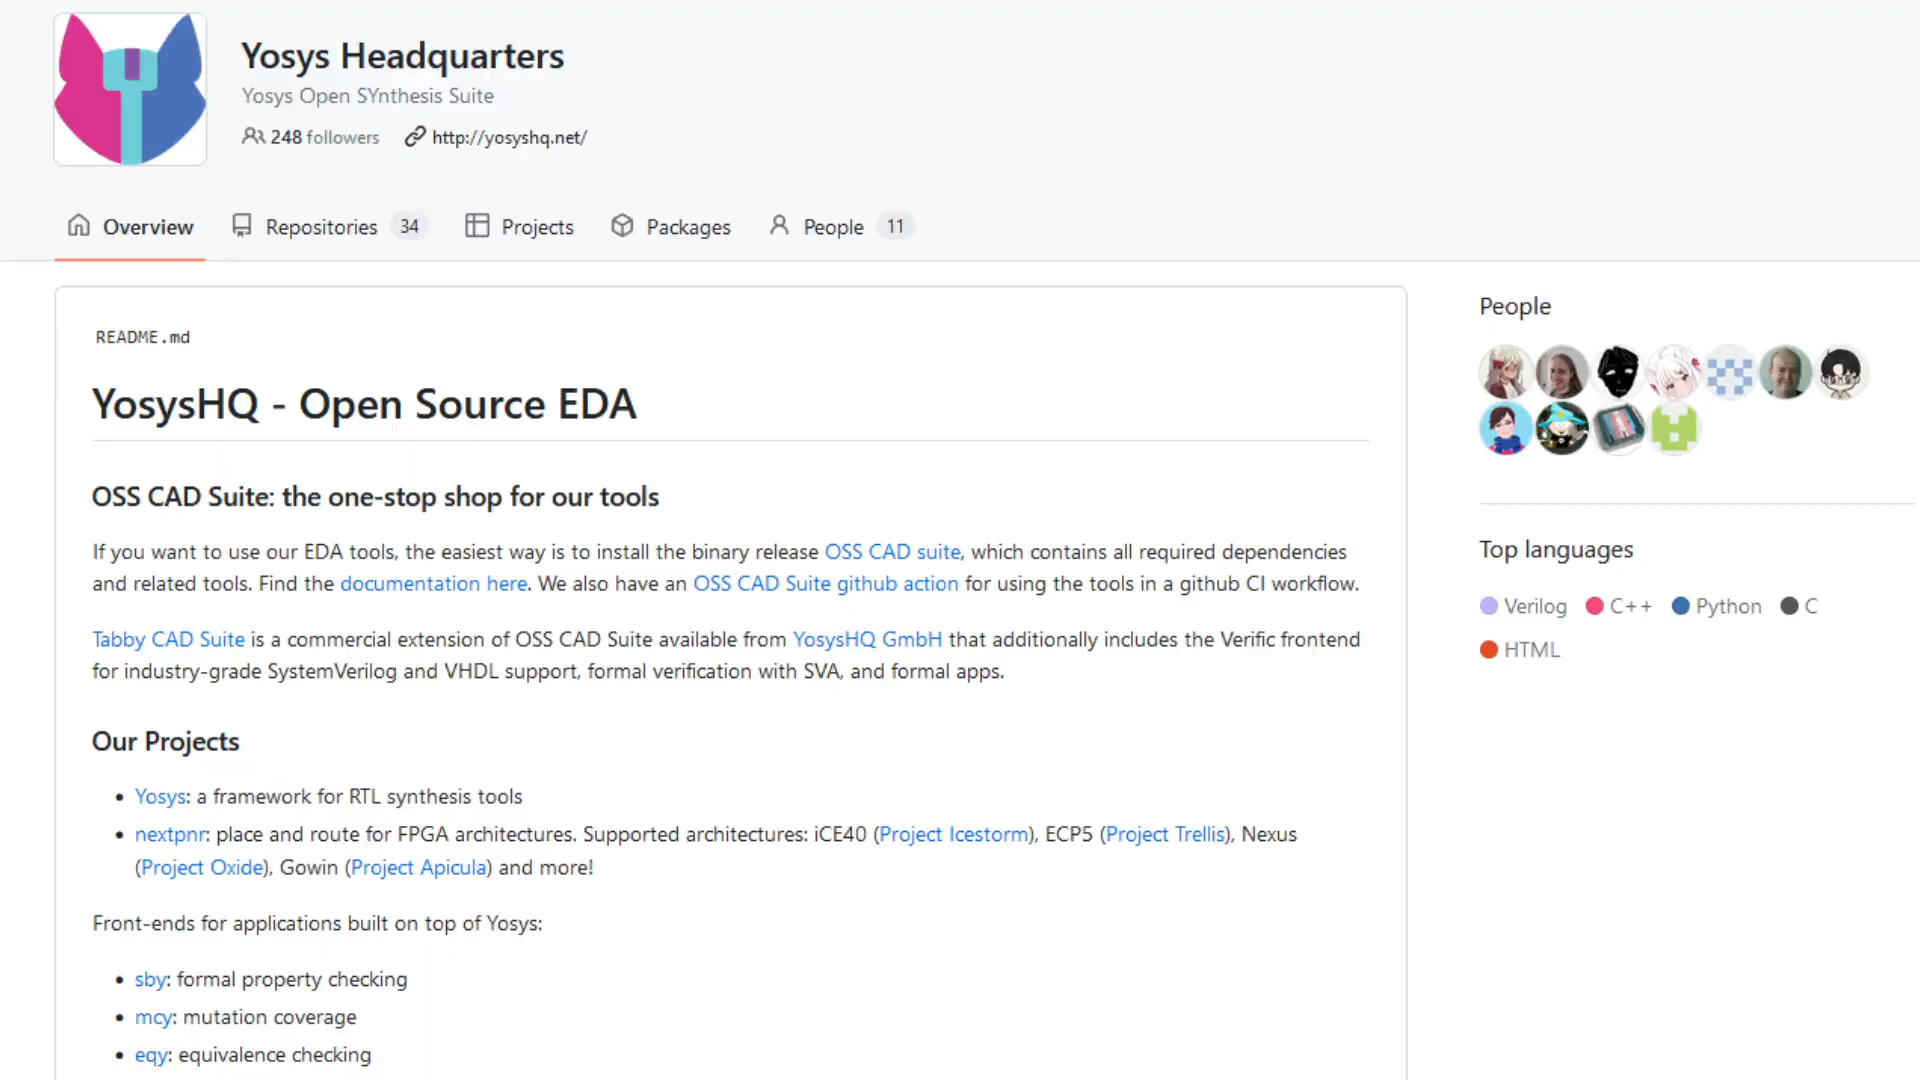 Yosys Headquarters
Yosys Open SYnthesis Suite
248 followers http://yosyshq.net/
Overview Repositories 34 Projects Packages People 11
README.md
YosysHQ - Open Source EDA
OSS CAD Suite: the one-stop shop for our tools
If you want to use our EDA tools, the easiest way is to install the binary release OSS CAD suite, which contains all required dependencies
and related tools. Find the documentation here. We also have an OSS CAD Suite github action for using the tools in a github CI workflow.
Tabby CAD Suite is a commercial extension of OSS CAD Suite available from YosysHQ GmbH that additionally includes the Verific frontend
for industry-grade SystemVerilog and VHDL support, formal verification with SVA, and formal apps.
Our Projects
• Yosys: a framework for RTL synthesis tools
• nextpnr: place and route for FPGA architectures. Supported architectures: iCE40 (Project Icestorm), ECP5 (Project Trellis), Nexus
(Project Oxide), Gowin (Project Apicula) and more!
Front-ends for applications built on top of Yosys:
• sby: formal property checking
• mcy: mutation coverage
• eqy: equivalence checking
People
Top languages
Verilog C++ Python C
HTML